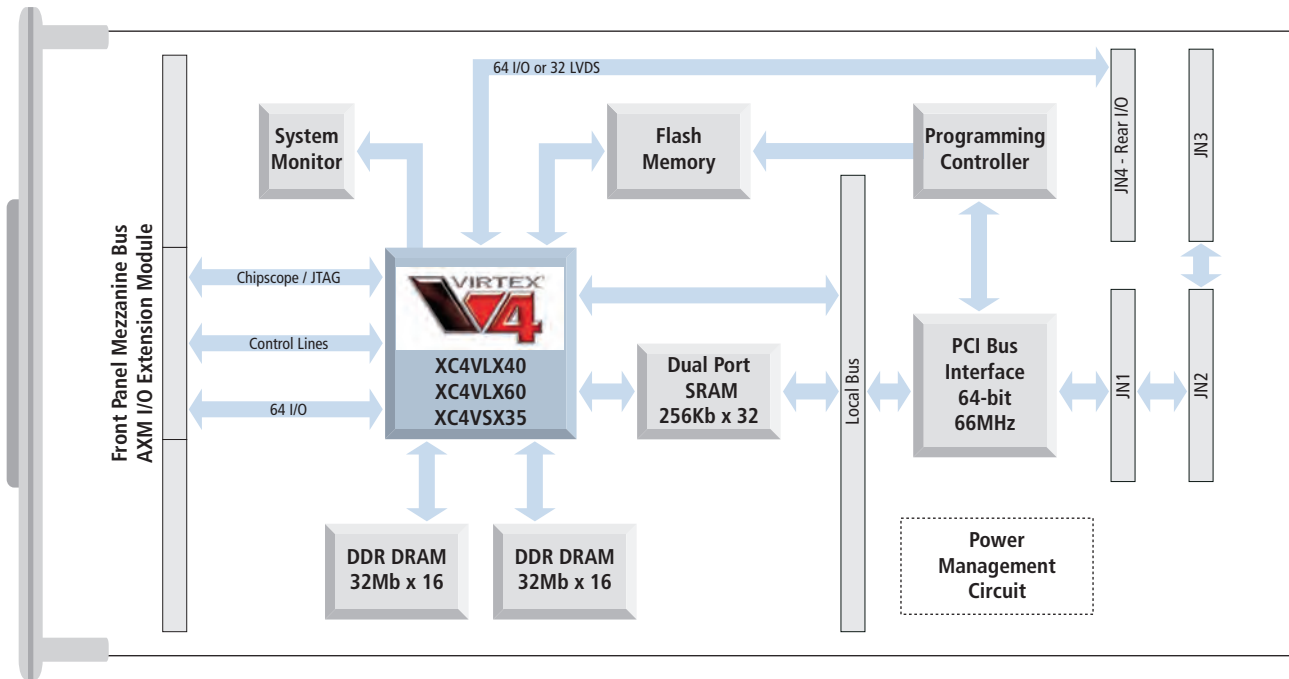 64 I/O or 32 LVDS
System
Monitor
Flash
Memory
Programming
Controller
JN4 - Rear I/O
JN3
Front Panel Mezzanine Bus
AXM I/O Extension Module
Chipscope / JTAG
Control Lines
64 I/O
VIRTEX
V4
XC4VLX40
XC4VLX60
XC4VSX35
Dual Port
SRAM
256Kb x 32
Local Bus
PCI Bus
Interface
64-bit
66MHz
JN1
JN2
DDR DRAM
32Mb x 16
DDR DRAM
32Mb x 16
Power
Management
Circuit